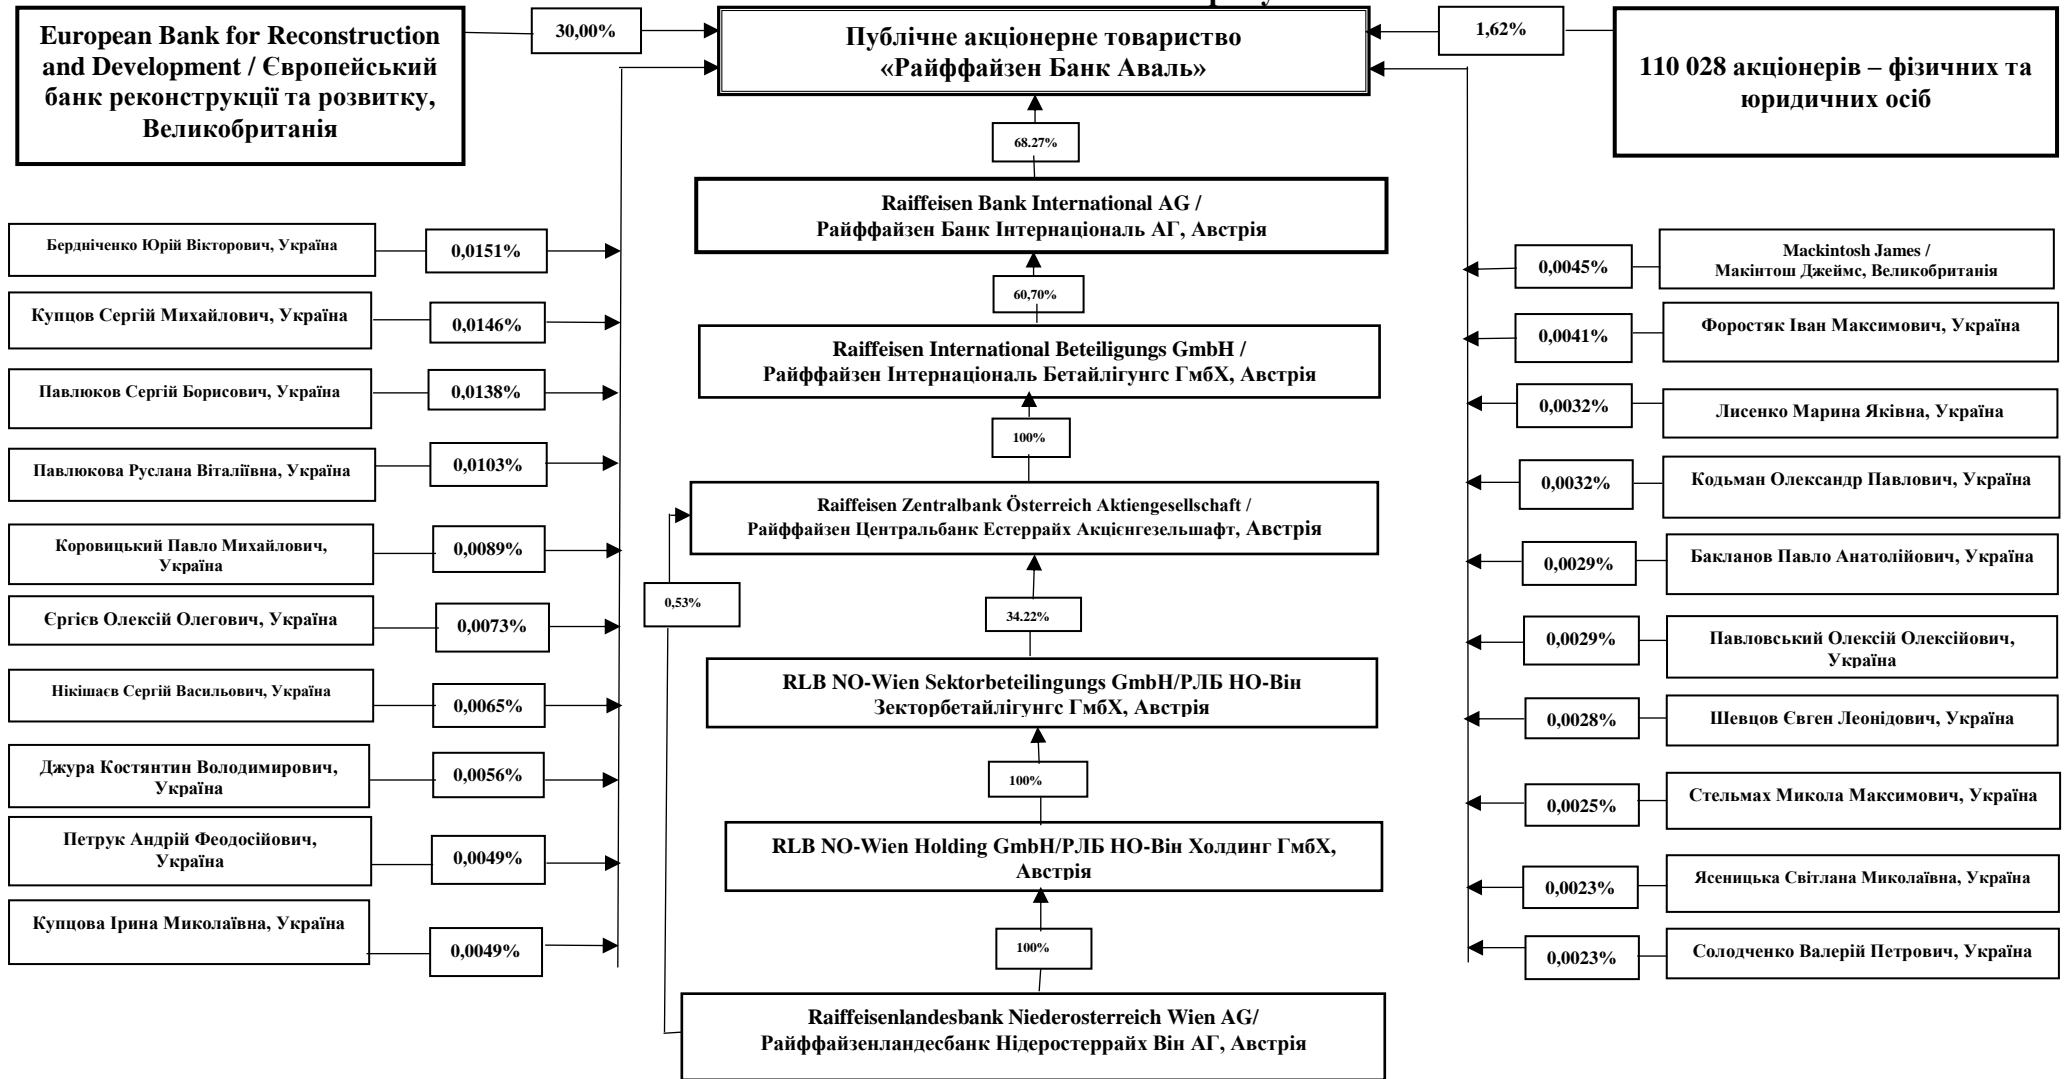 European Bank for Reconstruction
and Development / Європейський
банк реконструкції та розвитку,
Великобританія
30,00%
Публічне акціонерне товариство
«Райффайзен Банк Аваль»
1,62%
110 028 акціонерів – фізичних та
юридичних осіб
68.27%
Raiffeisen Bank International AG /
Райффайзен Банк Інтернаціональ АГ, Австрія
60,70%
Raiffeisen International Beteiligungs GmbH /
Райффайзен Інтернаціональ Бетайлігунгс ГмбХ, Австрія
100%
Raiffeisen Zentralbank Österreich Aktiengesellschaft /
Райффайзен Центральбанк Естеррайх Акцієнгезельшафт, Австрія
0,53%
34.22%
RLB NO-Wien Sektorbeteilingungs GmbH/РЛБ НО-Він
Зекторбетайлігунгс ГмбХ, Австрія
100%
RLB NO-Wien Holding GmbH/РЛБ НО-Він Холдинг ГмбХ,
Австрія
100%
Raiffeisenlandesbank Niederosterreich Wien AG/
Райффайзенландесбанк Нідеростеррайх Він АГ, Австрія
Бердніченко Юрій Вікторович, Україна
0,0151%
Купцов Сергій Михайлович, Україна
0,0146%
Павлюков Сергій Борисович, Україна
0,0138%
Павлюкова Руслана Віталіївна, Україна
0,0103%
Коровицький Павло Михайлович,
Україна
0,0089%
Єргієв Олексій Олегович, Україна
0,0073%
Нікішаєв Сергій Васильович, Україна
0,0065%
Джура Костянтин Володимирович,
Україна
0,0056%
Петрук Андрій Феодосійович,
Україна
0,0049%
Купцова Ірина Миколаївна, Україна
0,0049%
0,0045%
Mackintosh James /
Макінтош Джеймс, Великобританія
0,0041%
Форостяк Іван Максимович, Україна
0,0032%
Лисенко Марина Яківна, Україна
0,0032%
Кодьман Олександр Павлович, Україна
0,0029%
Бакланов Павло Анатолійович, Україна
0,0029%
Павловський Олексій Олексійович,
Україна
0,0028%
Шевцов Євген Леонідович, Україна
0,0025%
Стельмах Микола Максимович, Україна
0,0023%
Ясеницька Світлана Миколаївна, Україна
0,0023%
Солодченко Валерій Петрович, Україна